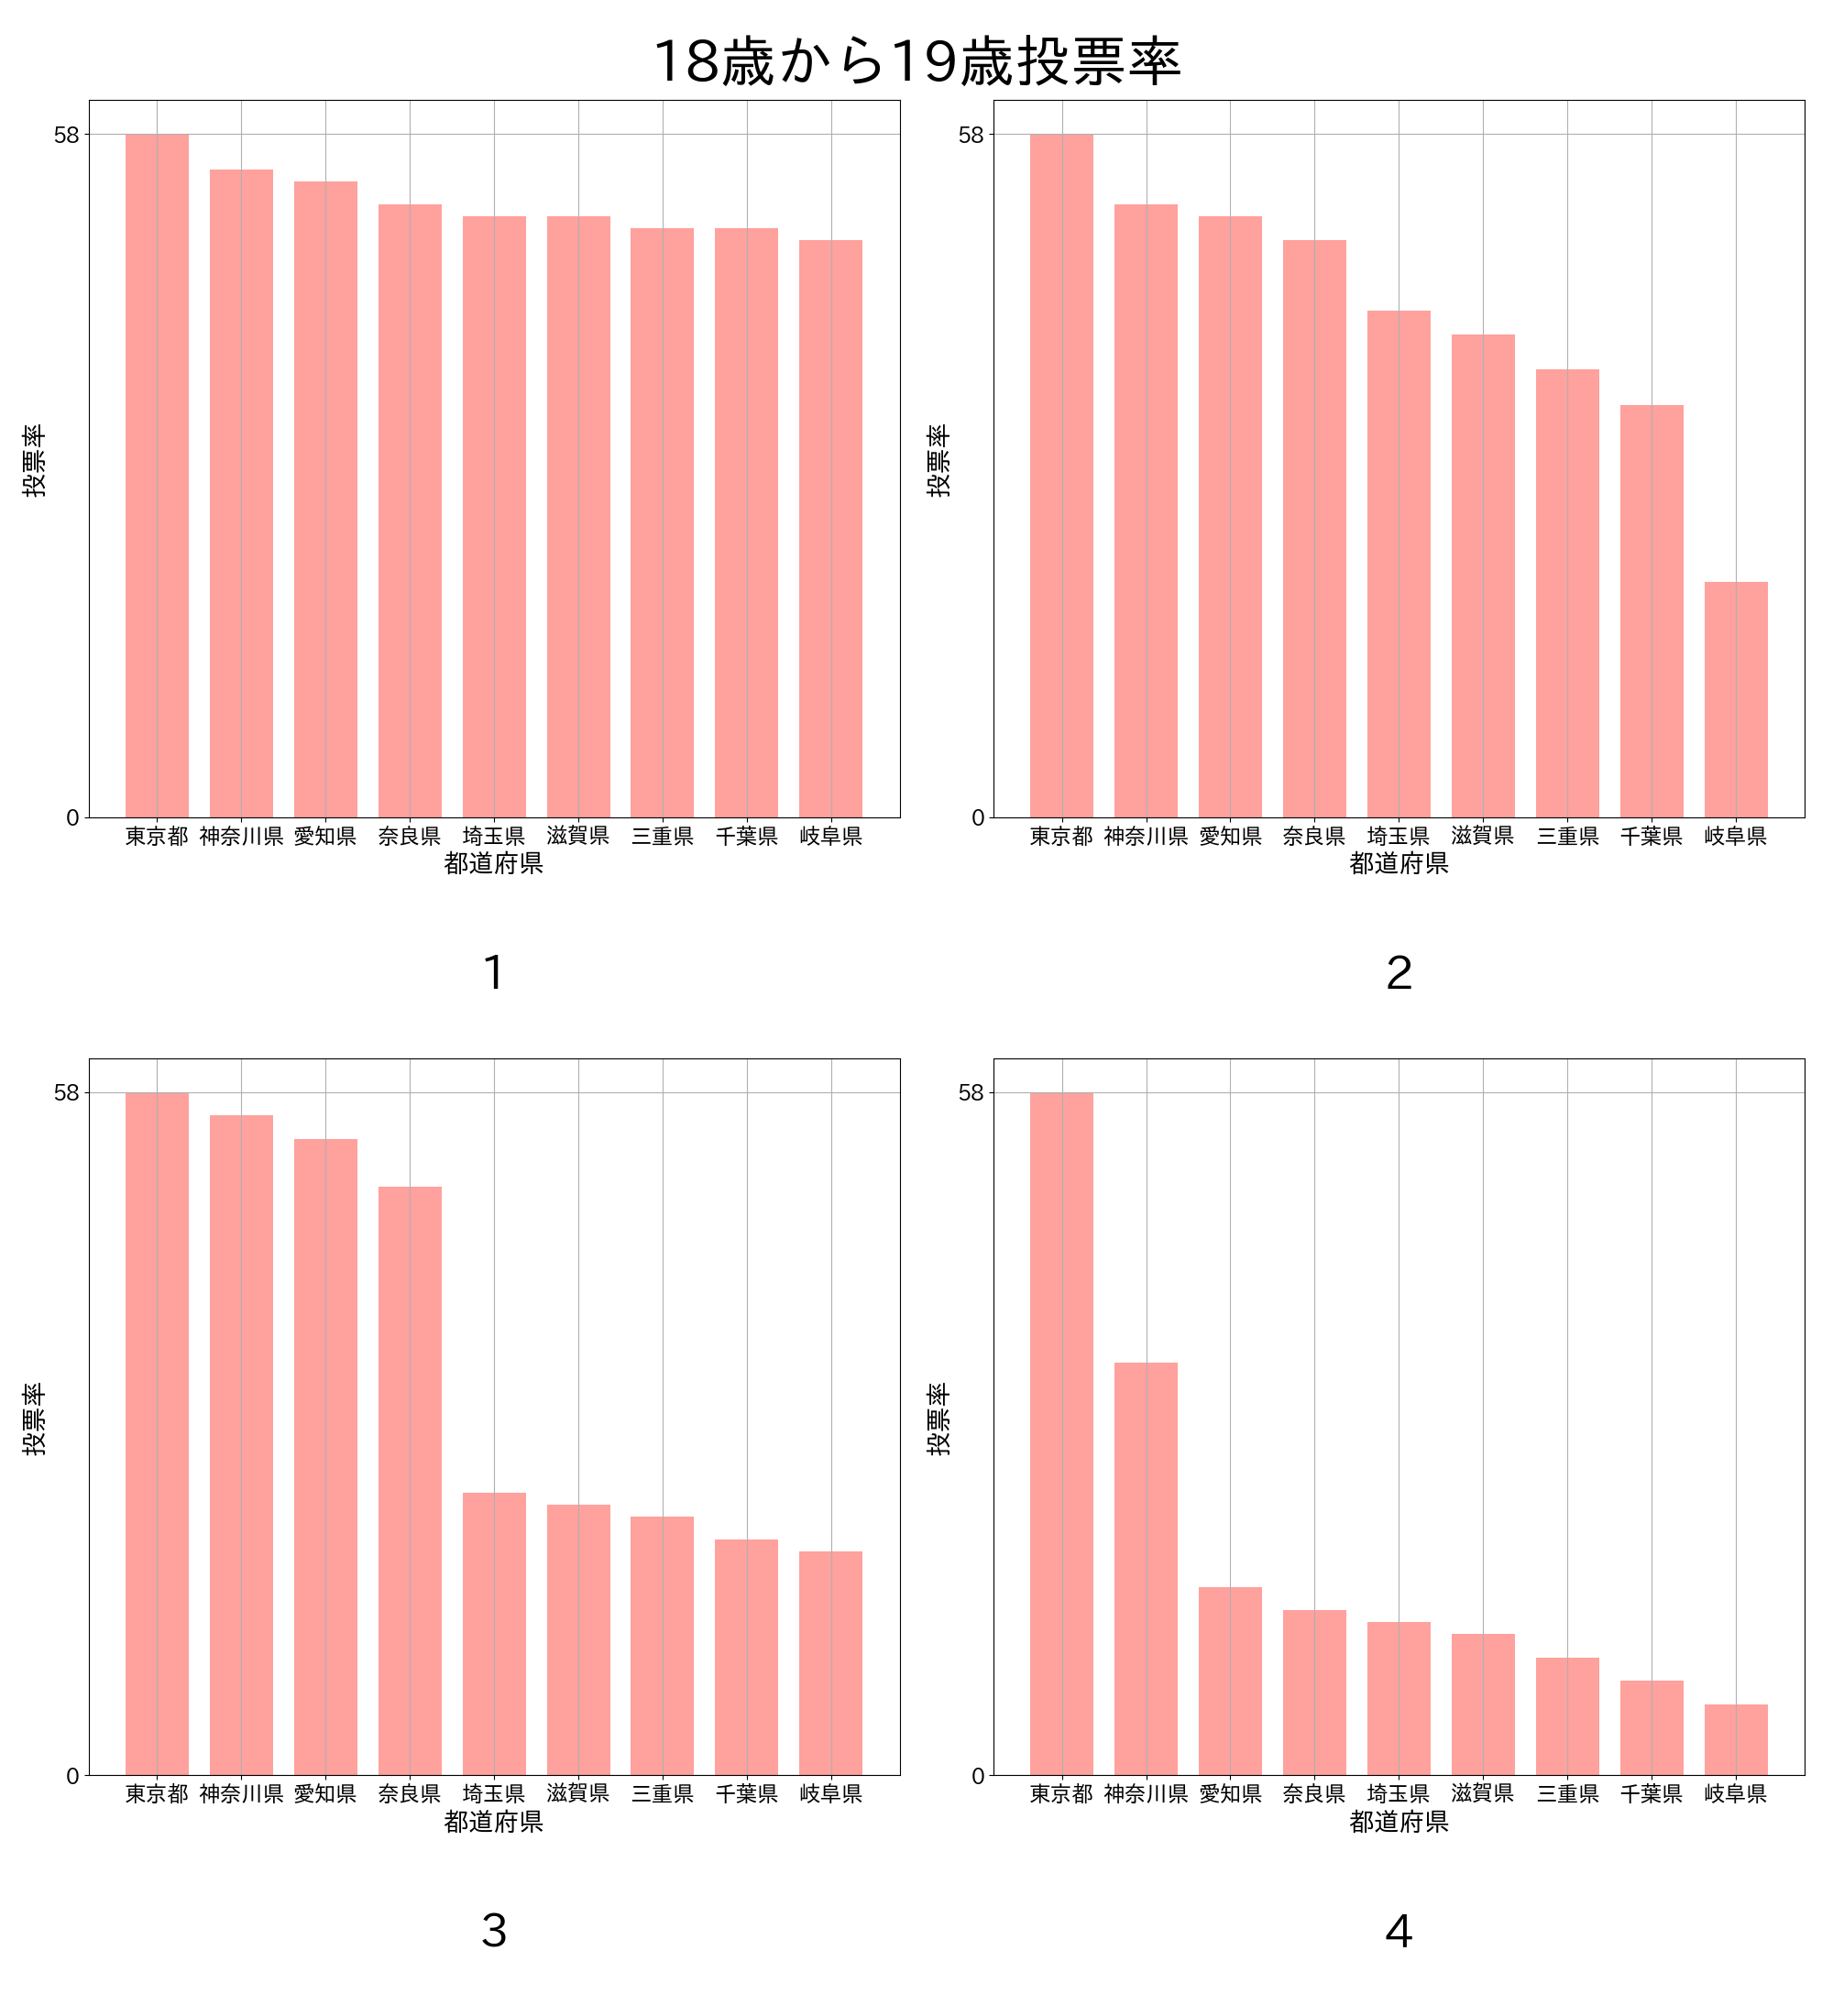 18歳から19歳投票率
58
0
投票率
東京都 神奈川県 愛知県 奈良県 埼玉県 滋賀県 三重県 千葉県 岐阜県
都道府県
1
58
0
投票率
東京都 神奈川県 愛知県 奈良県 埼玉県 滋賀県 三重県 千葉県 岐阜県
都道府県
2
58
0
投票率
東京都 神奈川県 愛知県 奈良県 埼玉県 滋賀県 三重県 千葉県 岐阜県
都道府県
3
58
0
投票率
東京都 神奈川県 愛知県 奈良県 埼玉県 滋賀県 三重県 千葉県 岐阜県
都道府県
4